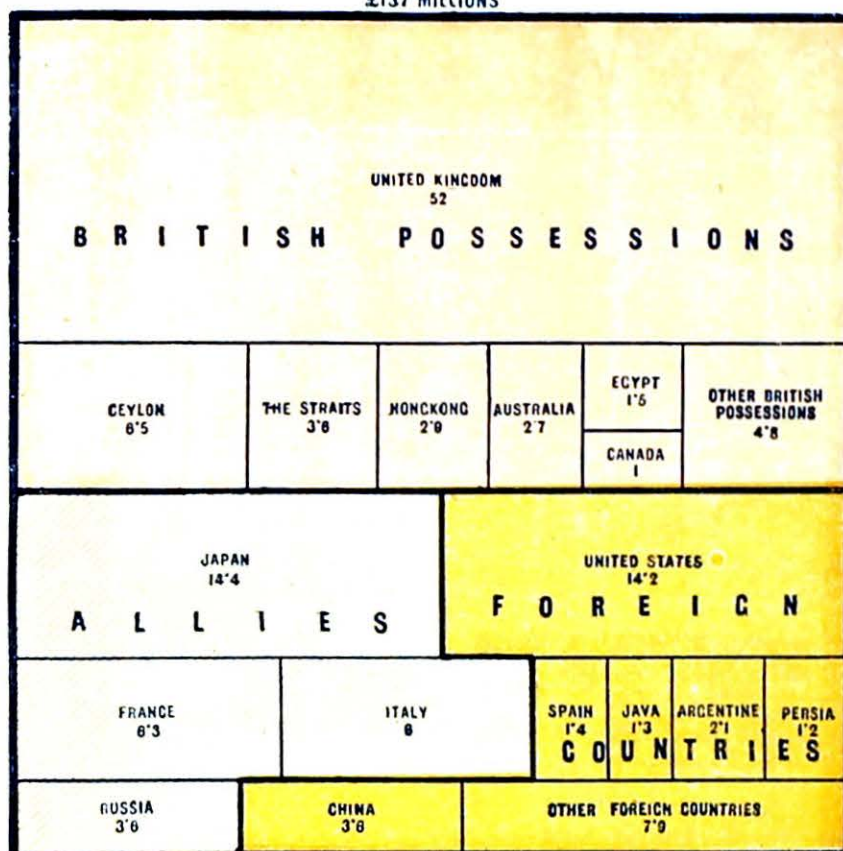 £137 MILLIONS
UNITED KINGDOM
52
BRITISH POSSESSIONS
CEYLON
6·5
THE STRAITS
3·6
HONGKONG
2·9
AUSTRALIA
2·7
EGYPT
1·5
CANADA
1
OTHER BRITISH
POSSESSIONS
4·8
JAPAN
14·4
ALLIES
UNITED STATES
14·2
FOREIGN
FRANCE
6·3
ITALY
6
SPAIN
1·4
JAVA
1·3
ARGENTINE
2·1
PERSIA
1·2
COUNTRIES
RUSSIA
3·6
CHINA
3·6
OTHER FOREIGN COUNTRIES
7·9